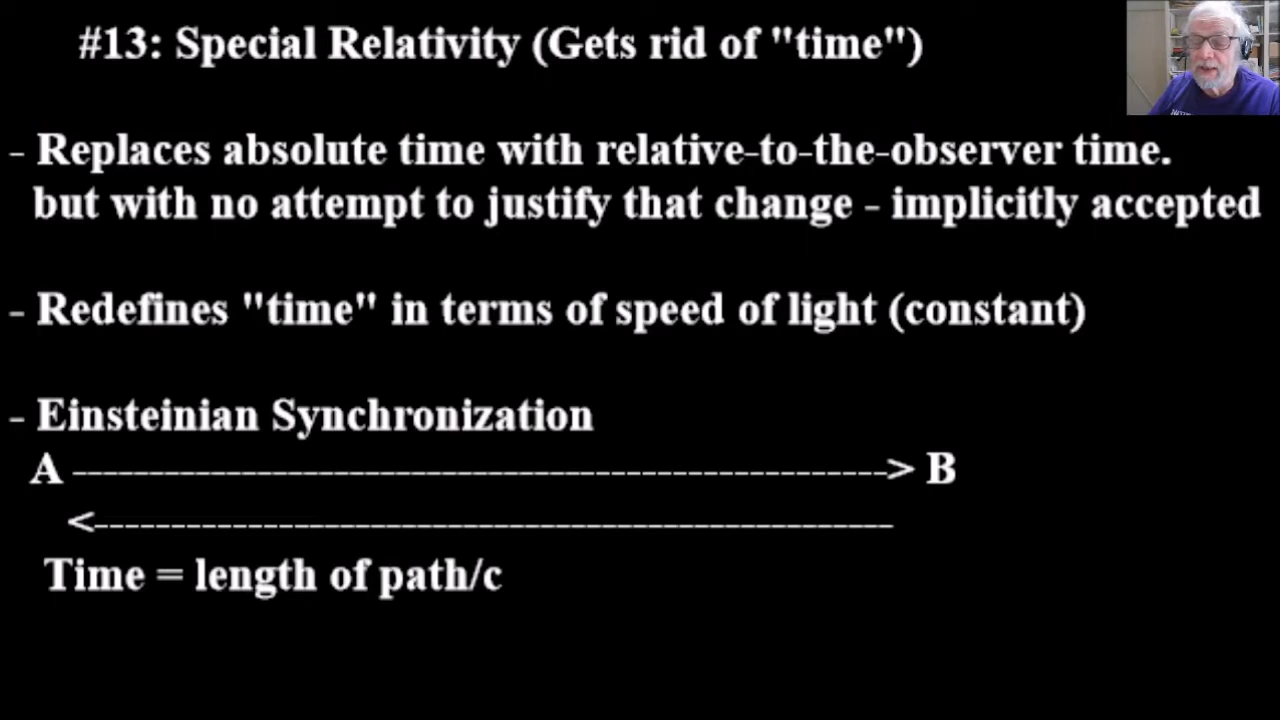 #13: Special Relativity (Gets rid of "time")
- Replaces absolute time with relative-to-the-observer time.
but with no attempt to justify that change - implicitly accepted
- Redefines "time" in terms of speed of light (constant)
- Einsteinian Synchronization
A ------------------------------------------------------> B
<-----------------------------------------------------
Time = length of path/c